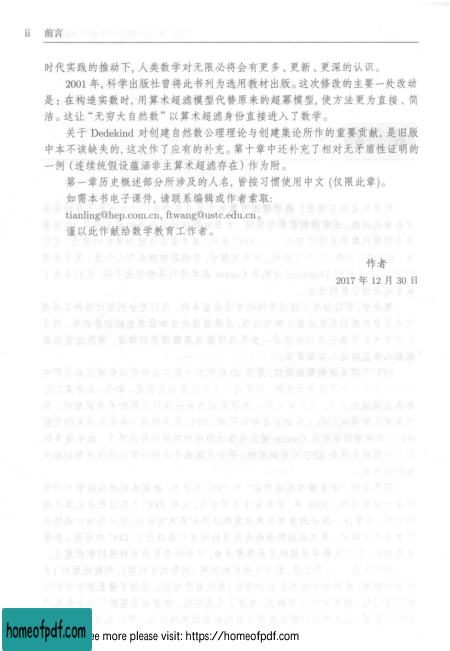 ii 前言
时代实践的推动下, 人类数学对无限必将会有更多、更新、更深的认识。
2001 年, 科学出版社曾将此书列为选用教材出版。这次修改的主要一处改动
是: 在构造实数时, 用算术超滤模型代替原来的超幂模型, 使方法更为直接、简
洁。这让“无穷大自然数”以算术超滤身份直接进入了数学。
关于 Dedekind 对创建自然数公理理论与创建集论所作的重要贡献, 是旧版
中本不该缺失的, 这次作了应有的补充。第十章中还补充了相对无矛盾性证明的
一例 (连续统假设蕴涵非主算术超滤存在) 作为附。
第一章历史概述部分所涉及的人名, 皆按习惯使用中文 (仅限此章)。
如需本书电子课件, 请联系编辑或作者索取:
tianling@hep.com.cn, ftwang@ustc.edu.cn。
谨以此作献给数学教育工作者。
作者
2017 年 12 月 30 日
homeofpdf.com
ee more please visit: https://homeofpdf.com